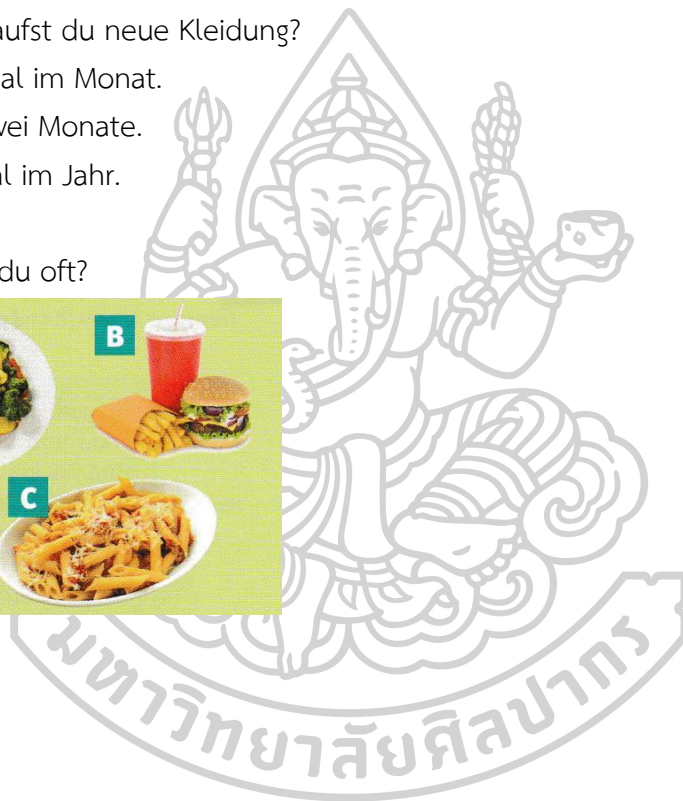 aufst du neue Kleidung?
al im Monat.
wei Monate.
l im Jahr.
du oft?
B
C
มหาวิทยาลัยศิลปากร